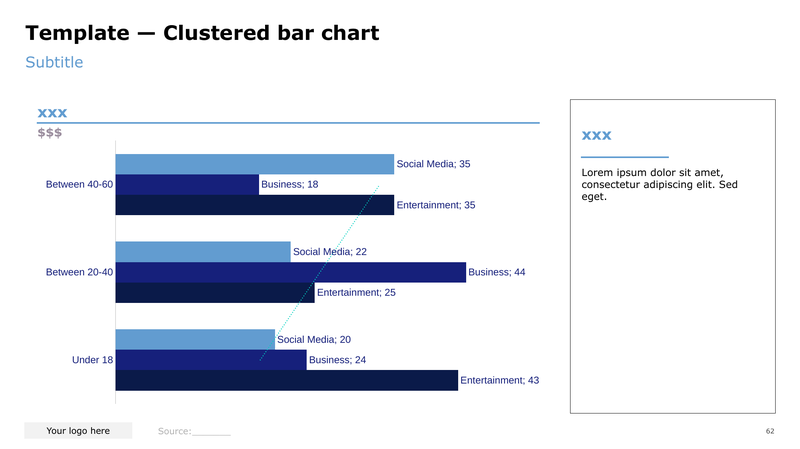 Template — Clustered bar chart
Subtitle
xxx
$$$
Social Media; 35
Between 40-60
Business; 18
Entertainment; 35
Social Media; 22
Between 20-40
Business; 44
Entertainment; 25
Social Media; 20
Under 18
Business; 24
Entertainment; 43
xxx
Lorem ipsum dolor sit amet,
consectetur adipiscing elit. Sed
eget.
Your logo here
Source:_______
62